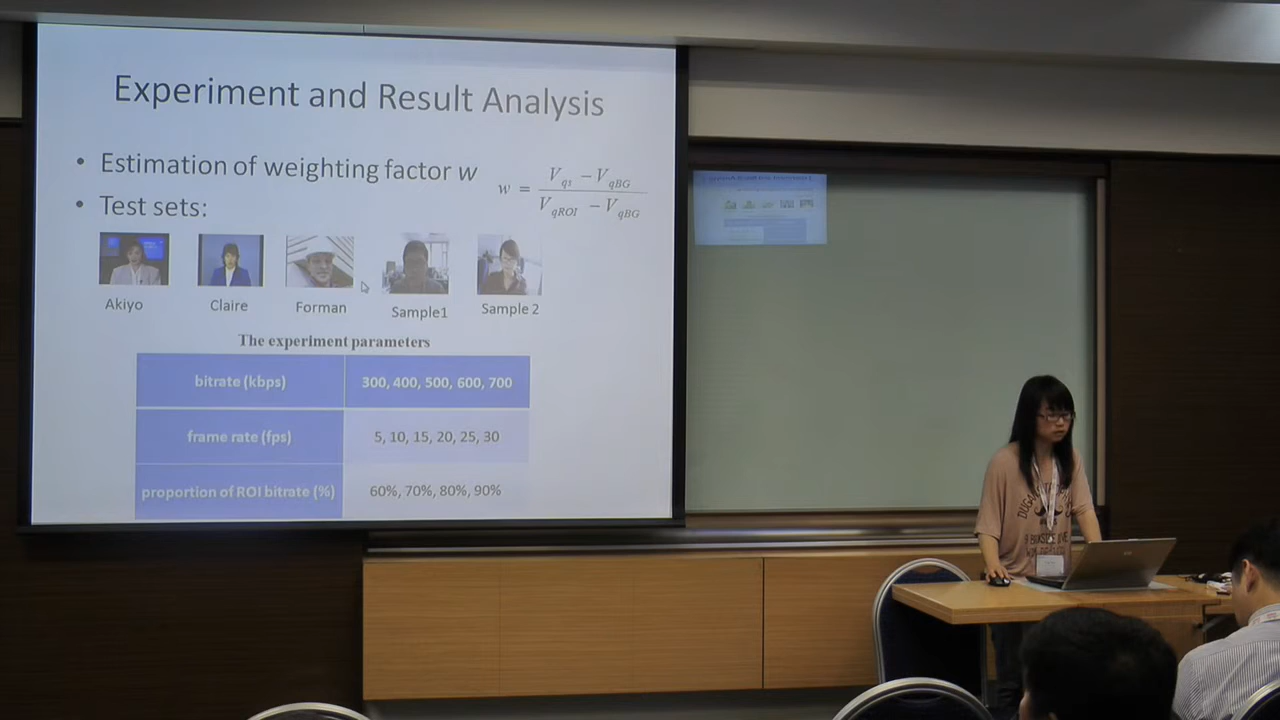 Experiment and Result Analysis
• Estimation of weighting factor w
w = (V_qs − V_qBG) / (V_qROI − V_qBG)
• Test sets:
Akiyo Claire Forman Sample1 Sample 2
The experiment parameters
bitrate (kbps) 300, 400, 500, 600, 700
frame rate (fps) 5, 10, 15, 20, 25, 30
proportion of ROI bitrate (%) 60%, 70%, 80%, 90%